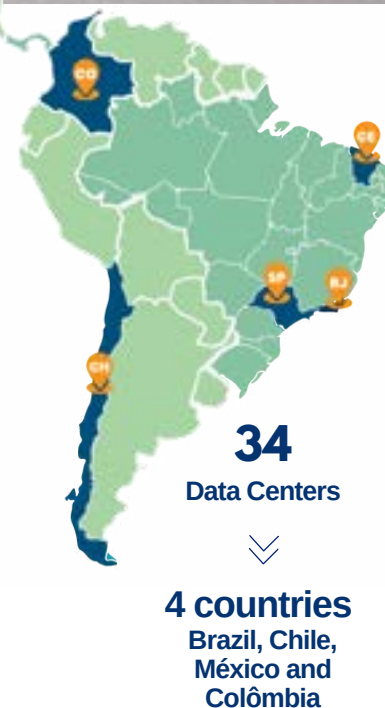 CO
CE
SP
RJ
CH
34
Data Centers
4 countries
Brazil, Chile,
México and
Colômbia